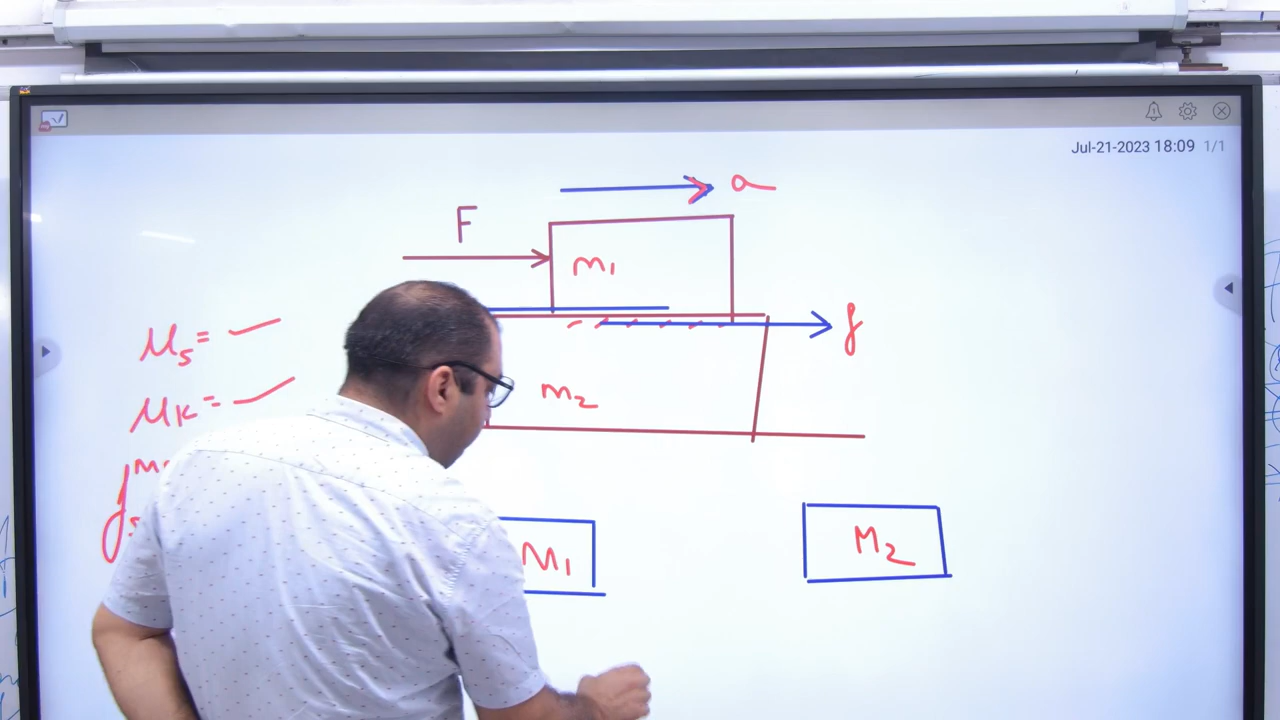 Jul-21-2023 18:09 1/1
a
F
m1
f
μs =
μk =
m2
M1
M2